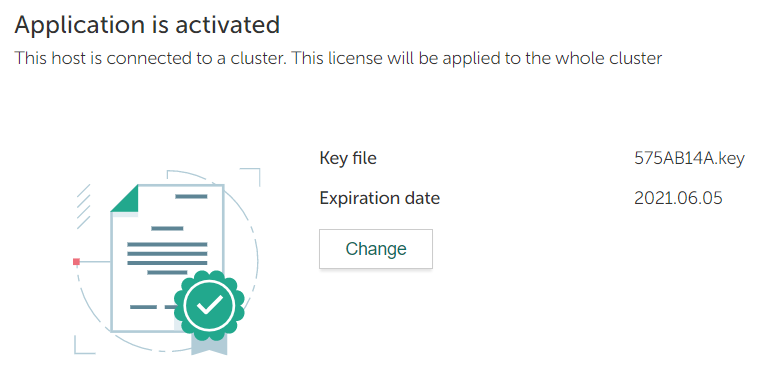 Application is activated
This host is connected to a cluster. This license will be applied to the whole cluster
Key file 575AB14A.key
Expiration date 2021.06.05
Change